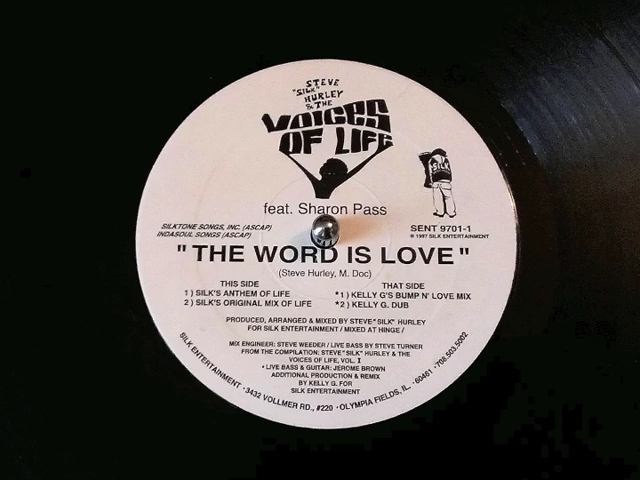 STEVE
"SILK"
HURLEY
& THE
VOICES
OF LIFE
feat. Sharon Pass
SILK
SILKTONE SONGS, INC. (ASCAP)
INDASOUL SONGS (ASCAP)
SENT 9701-1
℗ 1997 SILK ENTERTAINMENT
"THE WORD IS LOVE"
(Steve Hurley, M. Doc)
THIS SIDE
1) SILK'S ANTHEM OF LIFE
2) SILK'S ORIGINAL MIX OF LIFE
THAT SIDE
*1) KELLY G'S BUMP N' LOVE MIX
*2) KELLY G. DUB
PRODUCED, ARRANGED & MIXED BY STEVE "SILK" HURLEY
FOR SILK ENTERTAINMENT / MIXED AT HINGE /
MIX ENGINEER: STEVE WEEDER / LIVE BASS BY STEVE TURNER
FROM THE COMPILATION: STEVE "SILK" HURLEY & THE
VOICES OF LIFE, VOL. I
• LIVE BASS & GUITAR: JEROME BROWN
ADDITIONAL PRODUCTION & REMIX
BY KELLY G. FOR
SILK ENTERTAINMENT
SILK ENTERTAINMENT • 3432 VOLLMER RD., #220 • OLYMPIA FIELDS, IL. • 60461 • 708.503.5002